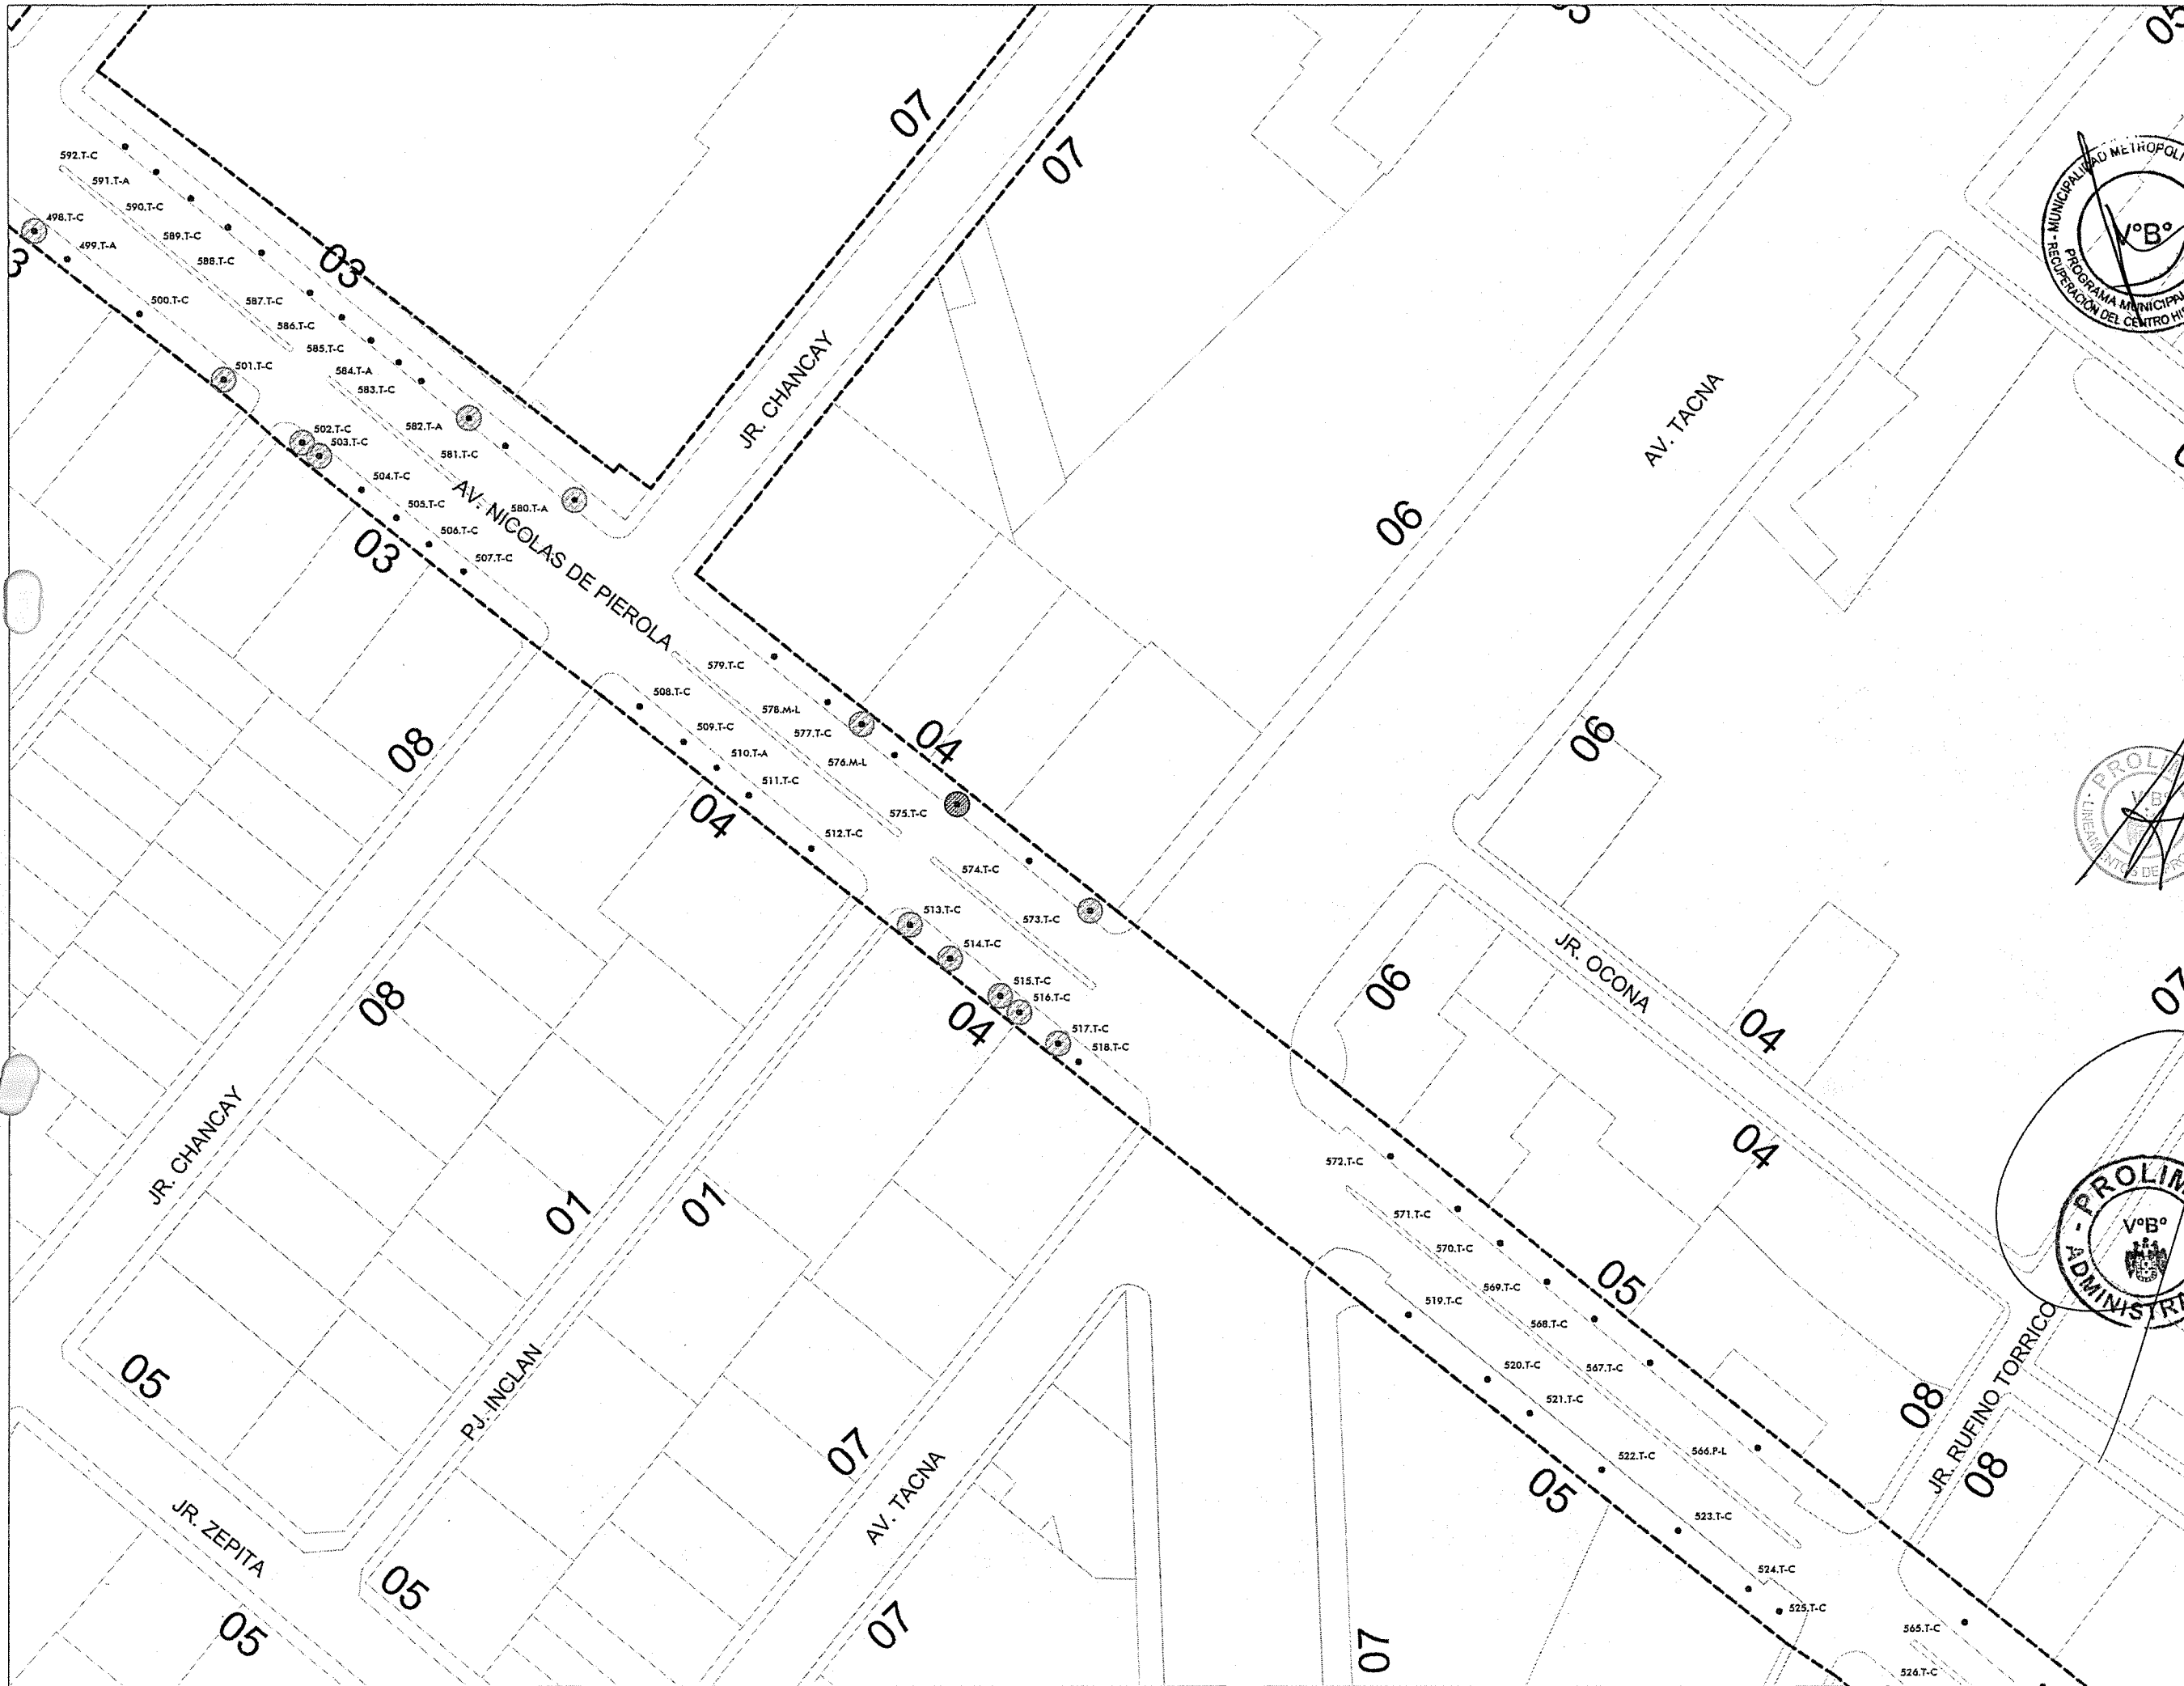 07
07
03
JR. CHANCAY
AV. TACNA
06
06
592.T-C
591.T-A
590.T-C
589.T-C
588.T-C
587.T-C
586.T-C
585.T-C
584.T-A
583.T-C
582.T-A
581.T-C
580.T-A
498.T-C
499.T-A
500.T-C
501.T-C
502.T-C
503.T-C
504.T-C
505.T-C
506.T-C
507.T-C
03
AV. NICOLAS DE PIEROLA
579.T-C
578.M-L
577.T-C
576.M-L
575.T-C
574.T-C
573.T-C
04
508.T-C
509.T-C
510.T-A
511.T-C
512.T-C
04
513.T-C
514.T-C
515.T-C
516.T-C
517.T-C
518.T-C
04
08
08
JR. CHANCAY
01
01
PJ. INCLAN
05
JR. ZEPITA
05
05
07
AV. TACNA
07
07
06
JR. OCONA
04
04
07
572.T-C
571.T-C
570.T-C
569.T-C
568.T-C
567.T-C
566.P-L
05
519.T-C
520.T-C
521.T-C
522.T-C
523.T-C
524.T-C
525.T-C
05
08
JR. RUFINO TORRICO
08
565.T-C
526.T-C
MUNICIPALIDAD
V°B°
PROGRAMA
RECUPERACIÓN DEL CENTRO
V°B°
V°B°